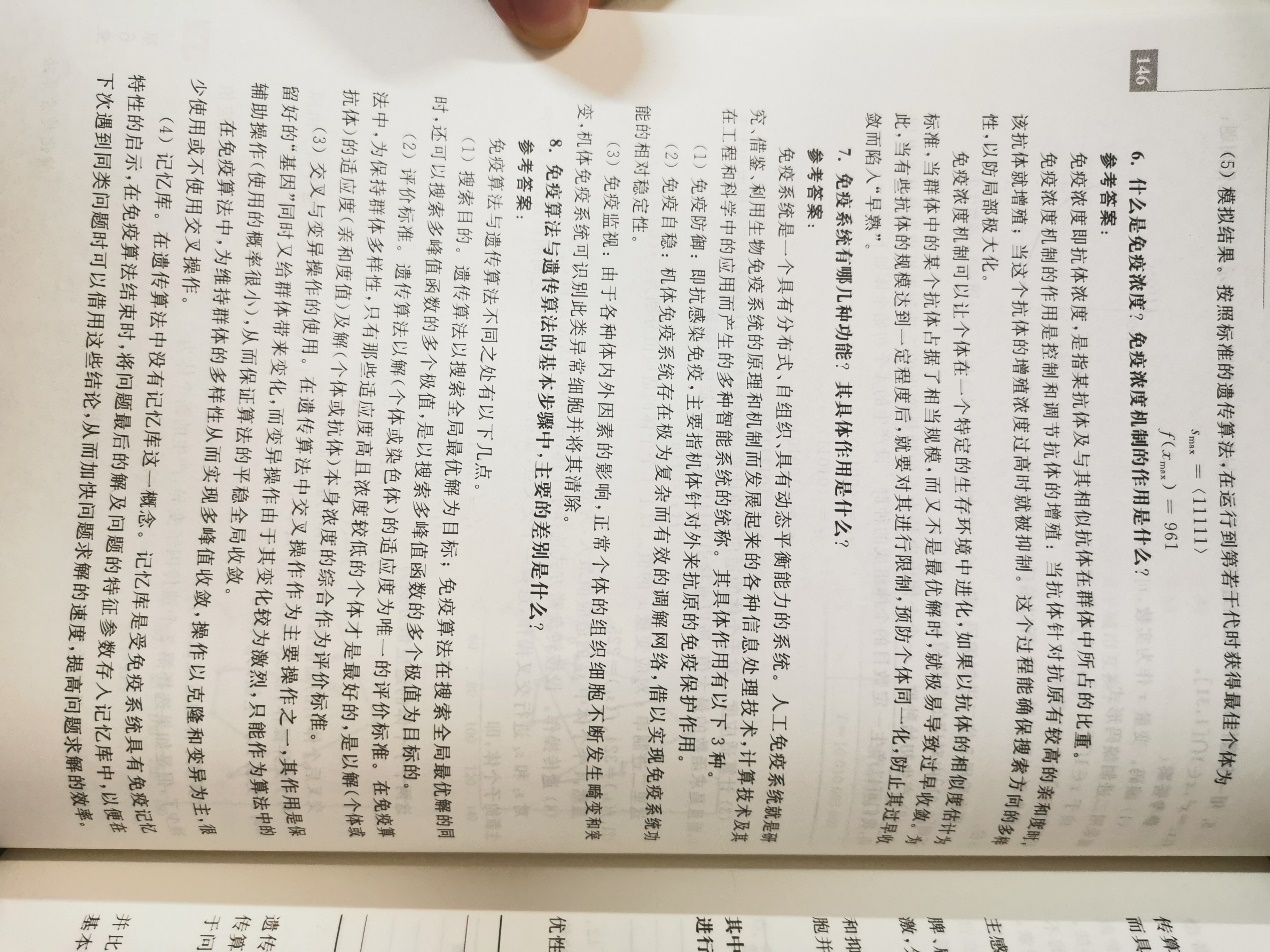 146
（5）模拟结果。按照标准的遗传算法，在运行到第若干代时获得最佳个体为
s_max = ⟨11111⟩
f(x_max) = 961
6. 什么是免疫浓度？免疫浓度机制的作用是什么？
参考答案：
免疫浓度即抗体浓度，是指某抗体及与其相似抗体在群体中所占的比重。
免疫浓度机制的作用是控制和调节抗体的增殖：当抗体针对抗原有较高的亲和度时，
该抗体就增殖；当这个抗体的增殖浓度过高时就被抑制。这个过程能确保搜索方向的多样
性，以防局部极大化。
免疫浓度机制可以让个体在一个特定的生存环境中进化，如果以抗体的相似度估计为
标准，当群体中的某个抗体占据了相当规模，而又不是最优解时，就极易导致过早收敛。为
此，当有些抗体的规模达到一定程度后，就要对其进行限制，预防个体同一化，防止其过早收
敛而陷入“早熟”。
7. 免疫系统有哪几种功能？其具体作用是什么？
参考答案：
免疫系统是一个具有分布式，自组织，具有动态平衡能力的系统。人工免疫系统就是研
究、借鉴、利用生物免疫系统的原理和机制而发展起来的各种信息处理技术，计算技术及其
在工程和科学中的应用而产生的多种智能系统的统称。其具体作用有以下3种。
（1）免疫防御：即抗感染免疫，主要指机体针对外来抗原的免疫保护作用。
（2）免疫自稳：机体免疫系统存在极为复杂而有效的调解网络，借以实现免疫系统功
能的相对稳定性。
（3）免疫监视：由于各种体内外因素的影响，正常个体的组织细胞不断发生畸变和突
变，机体免疫系统可识别此类异常细胞并将其清除。
8. 免疫算法与遗传算法的基本步骤中，主要的差别是什么？
参考答案：
免疫算法与遗传算法不同之处有以下几点。
（1）搜索目的。遗传算法以搜索全局最优解为目标；免疫算法在搜索全局最优解的同
时，还可以搜索多峰值函数的多个极值，是以搜索多峰值函数的多个极值为目标的。
（2）评价标准。遗传算法以解（个体或染色体）的适应度为唯一的评价标准。在免疫算
法中，为保持群体多样性，只有那些适应度高且浓度较低的个体才是最好的，是以解（个体或
抗体）的适应度（亲和度值）及解（个体或抗体）本身浓度的综合作为评价标准。
（3）交叉与变异操作的使用。在遗传算法中交叉操作作为主要操作之一，其作用是保
留好的“基因”同时又给群体带来变化，而变异操作由于其变化较为激烈，只能作为算法中的
辅助操作（使用的概率很小），从而保证算法的平稳全局收敛。
在免疫算法中，为维持群体的多样性从而实现多峰值收敛，操作以克隆和变异为主，很
少使用或不使用交叉操作。
（4）记忆库。在遗传算法中没有记忆库这一概念。记忆库是受免疫系统具有免疫记忆
特性的启示，在免疫算法结束时，将问题最后的解及问题的特征参数存入记忆库中，以便在
下次遇到同类问题时可以借用这些结论，从而加快问题求解的速度，提高问题求解的效率。
传算
而具
主感
脾、
激，
和抑
胞并
其中
进行
优性
遗传
传算
于问
并比
基本